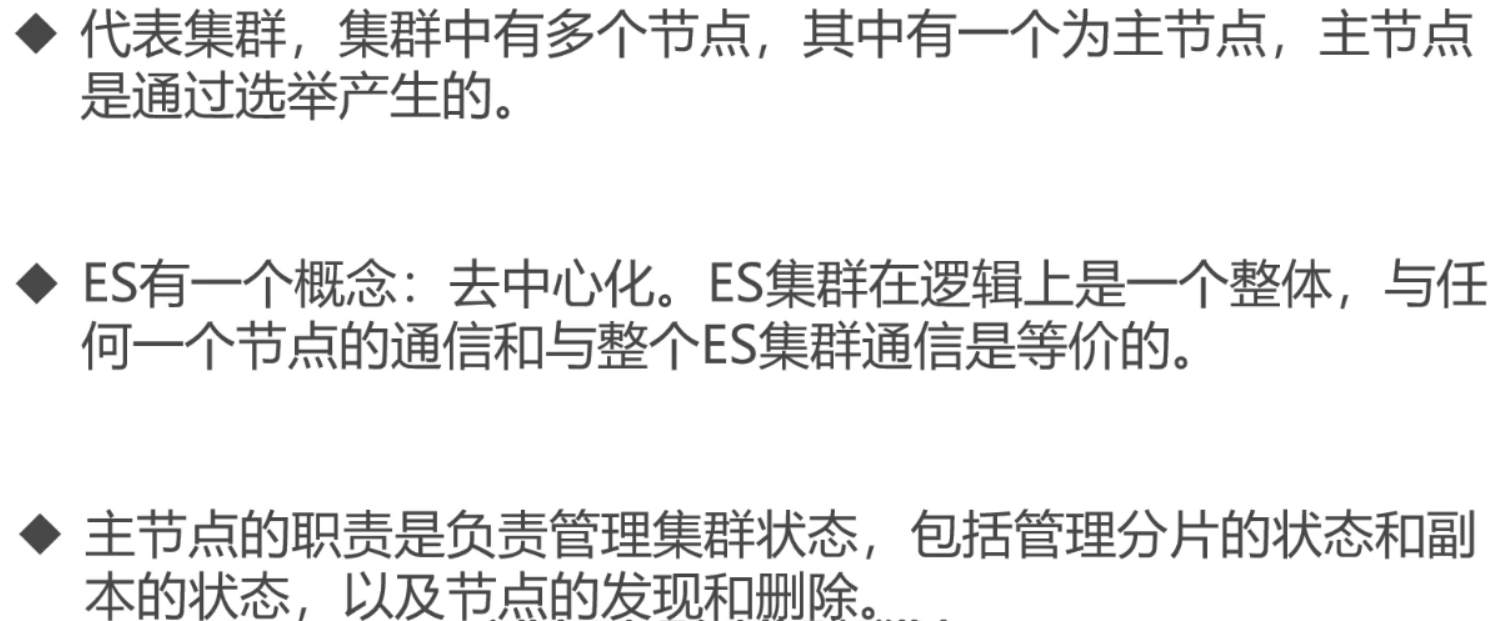 ◆ 代表集群，集群中有多个节点，其中有一个为主节点，主节点
是通过选举产生的。
◆ ES有一个概念：去中心化。ES集群在逻辑上是一个整体，与任
何一个节点的通信和与整个ES集群通信是等价的。
◆ 主节点的职责是负责管理集群状态，包括管理分片的状态和副
本的状态，以及节点的发现和删除。